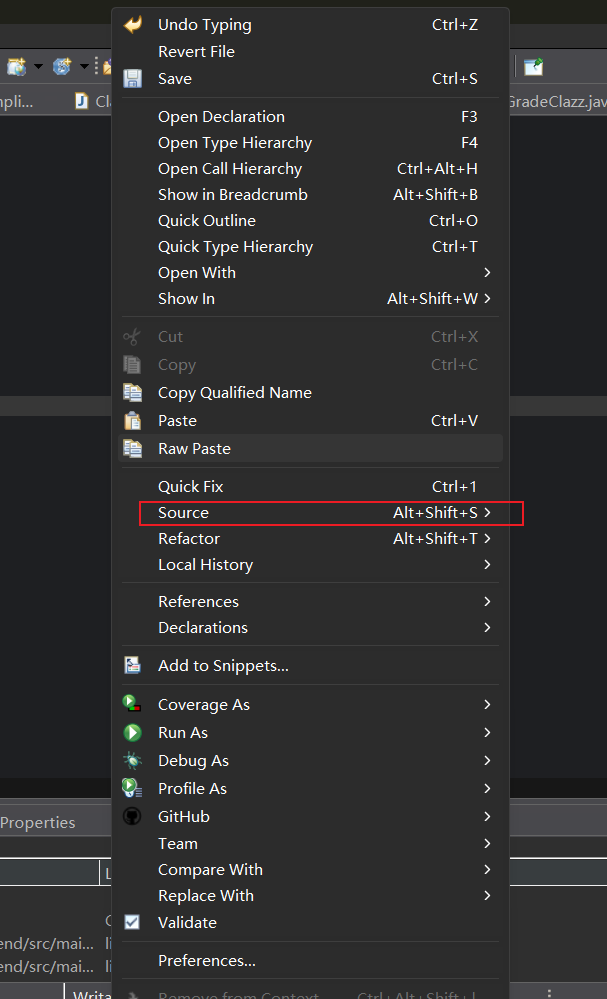 Undo Typing Ctrl+Z
Revert File
Save Ctrl+S
Open Declaration F3
Open Type Hierarchy F4
Open Call Hierarchy Ctrl+Alt+H
Show in Breadcrumb Alt+Shift+B
Quick Outline Ctrl+O
Quick Type Hierarchy Ctrl+T
Open With
Show In Alt+Shift+W
Cut Ctrl+X
Copy Ctrl+C
Copy Qualified Name
Paste Ctrl+V
Raw Paste
Quick Fix Ctrl+1
Source Alt+Shift+S
Refactor Alt+Shift+T
Local History
References
Declarations
Add to Snippets...
Coverage As
Run As
Debug As
Profile As
GitHub
Team
Compare With
Replace With
Validate
Preferences...
Remove from Context Ctrl+Alt+Shift+
GradeClazz.jav
Properties
end/src/mai...
end/src/mai...
Writa